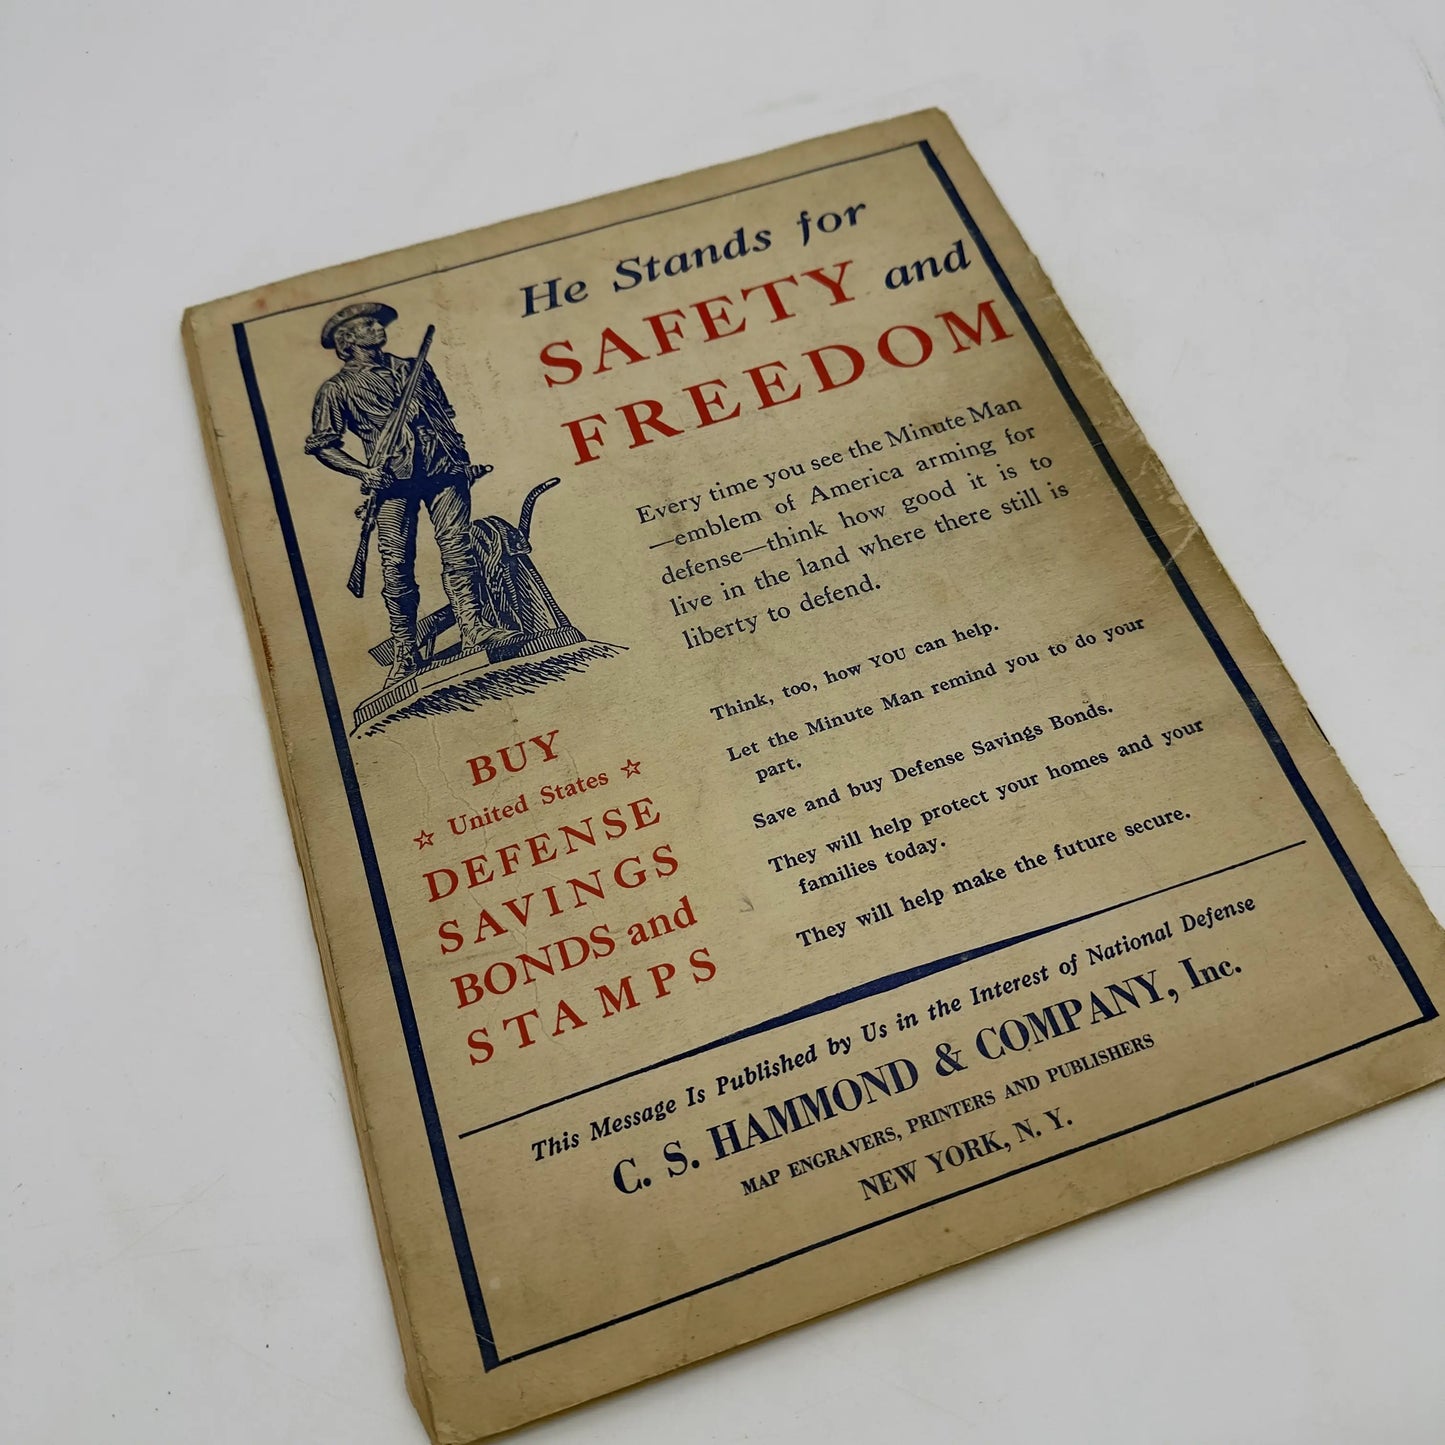 He Stands for
SAFETY and
FREEDOM
Every time you see the Minute Man
—emblem of America arming for
defense—think how good it is to
live in the land where there still is
liberty to defend.
Think, too, how YOU can help.
Let the Minute Man remind you to do your
part.
Save and buy Defense Savings Bonds.
They will help protect your homes and your
families today.
They will help make the future secure.
BUY
☆ United States ☆
DEFENSE
SAVINGS
BONDS and
STAMPS
This Message Is Published by Us in the Interest of National Defense
C. S. HAMMOND & COMPANY, Inc.
MAP ENGRAVERS, PRINTERS AND PUBLISHERS
NEW YORK, N. Y.